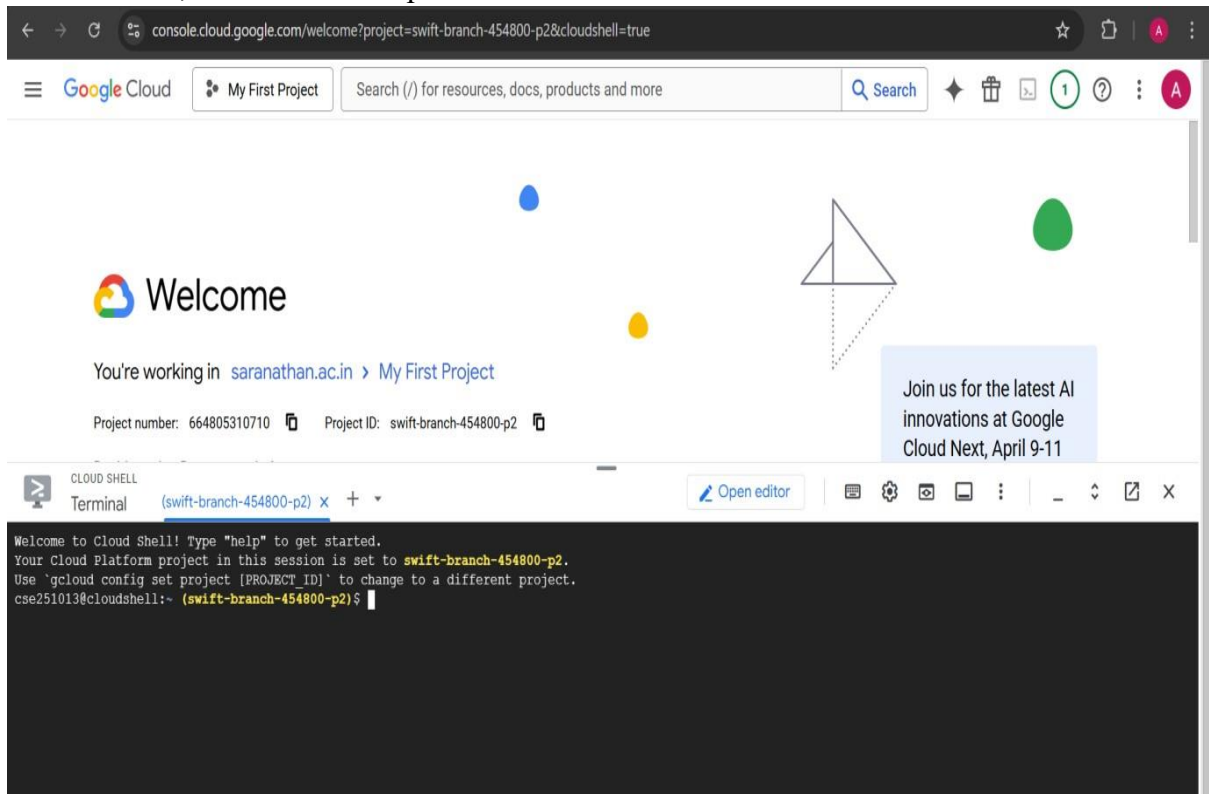 console.cloud.google.com/welcome?project=swift-branch-454800-p2&cloudshell=true
A
Google Cloud
My First Project
Search (/) for resources, docs, products and more
Search
1
A
Welcome
You're working in saranathan.ac.in > My First Project
Project number: 664805310710
Project ID: swift-branch-454800-p2
Join us for the latest AI
innovations at Google
Cloud Next, April 9-11
CLOUD SHELL
Terminal
(swift-branch-454800-p2)
Open editor
Welcome to Cloud Shell! Type "help" to get started.
Your Cloud Platform project in this session is set to swift-branch-454800-p2.
Use `gcloud config set project [PROJECT_ID]` to change to a different project.
cse251013@cloudshell:~ (swift-branch-454800-p2)$